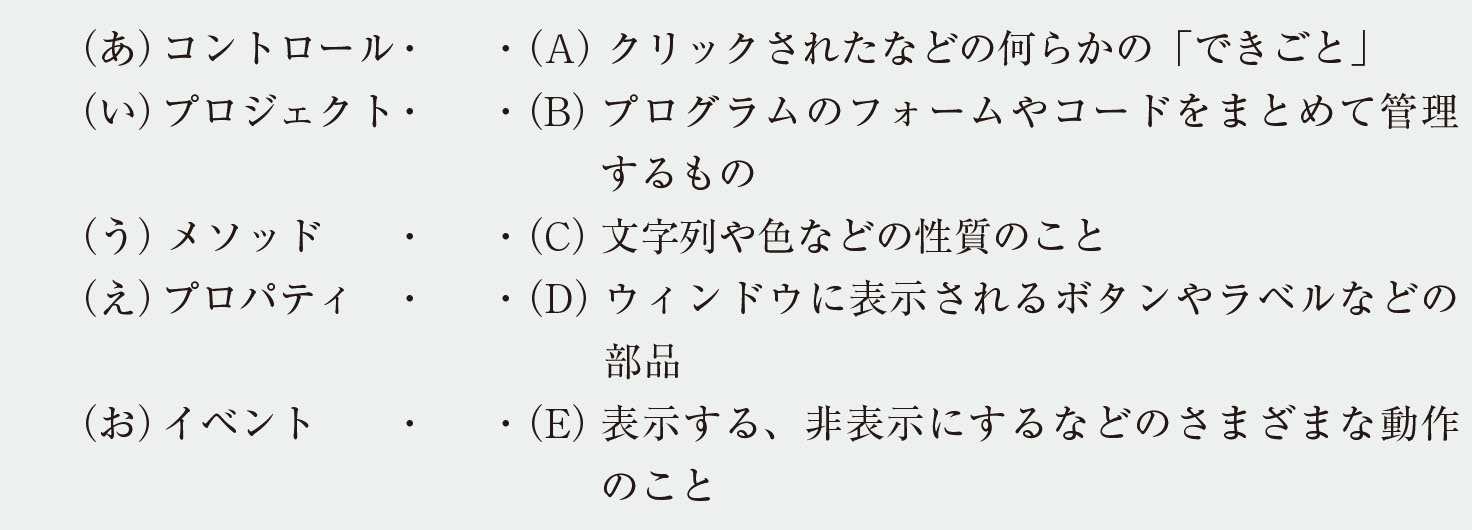 (あ) コントロール・ ・(A) クリックされたなどの何らかの「できごと」
(い) プロジェクト・ ・(B) プログラムのフォームやコードをまとめて管理
するもの
(う) メソッド ・ ・(C) 文字列や色などの性質のこと
(え) プロパティ ・ ・(D) ウィンドウに表示されるボタンやラベルなどの
部品
(お) イベント ・ ・(E) 表示する、非表示にするなどのさまざまな動作
のこと